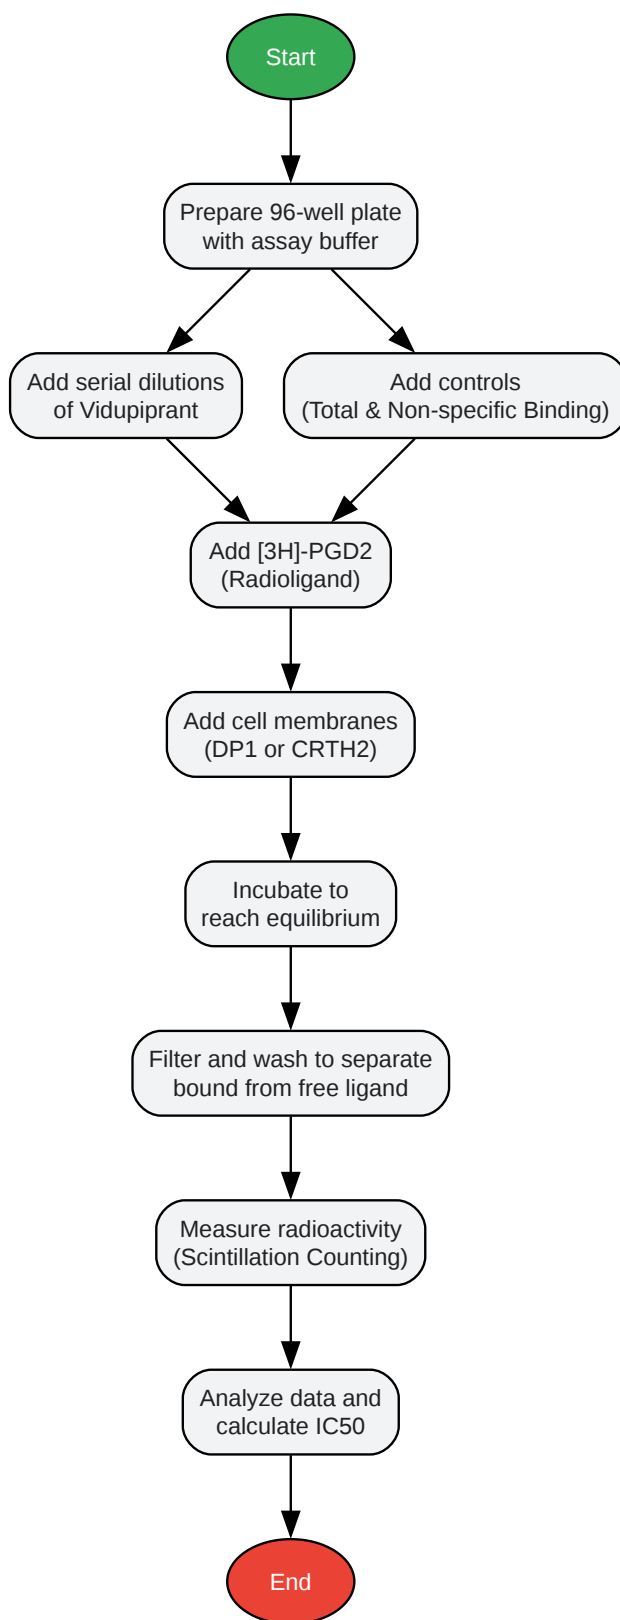 Start
Prepare 96-well plate
with assay buffer
Add serial dilutions
of Vidupiprant
Add controls
(Total & Non-specific Binding)
Add [3H]-PGD2
(Radioligand)
Add cell membranes
(DP1 or CRTH2)
Incubate to
reach equilibrium
Filter and wash to separate
bound from free ligand
Measure radioactivity
(Scintillation Counting)
Analyze data and
calculate IC50
End